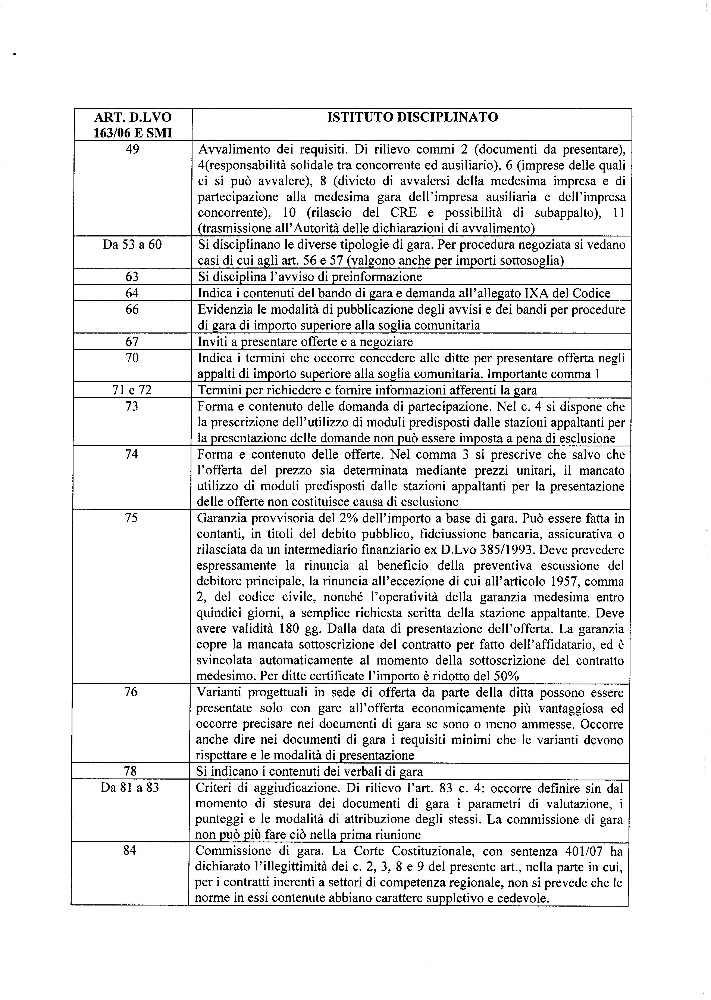 ART. D.LVO
163/06 E SMI
ISTITUTO DISCIPLINATO
49
Avvalimento dei requisiti. Di rilievo commi 2 (documenti da presentare),
4(responsabilità solidale tra concorrente ed ausiliario), 6 (imprese delle quali
ci si può avvalere), 8 (divieto di avvalersi della medesima impresa e di
partecipazione alla medesima gara dell'impresa ausiliaria e dell'impresa
concorrente), 10 (rilascio del CRE e possibilità di subappalto), 11
(trasmissione all'Autorità delle dichiarazioni di avvalimento)
Da 53 a 60
Si disciplinano le diverse tipologie di gara. Per procedura negoziata si vedano
casi di cui agli art. 56 e 57 (valgono anche per importi sottosoglia)
63
Si disciplina l'avviso di preinformazione
64
Indica i contenuti del bando di gara e demanda all'allegato IXA del Codice
66
Evidenzia le modalità di pubblicazione degli avvisi e dei bandi per procedure
di gara di importo superiore alla soglia comunitaria
67
Inviti a presentare offerte e a negoziare
70
Indica i termini che occorre concedere alle ditte per presentare offerta negli
appalti di importo superiore alla soglia comunitaria. Importante comma 1
71 e 72
Termini per richiedere e fornire informazioni afferenti la gara
73
Forma e contenuto delle domanda di partecipazione. Nel c. 4 si dispone che
la prescrizione dell'utilizzo di moduli predisposti dalle stazioni appaltanti per
la presentazione delle domande non può essere imposta a pena di esclusione
74
Forma e contenuto delle offerte. Nel comma 3 si prescrive che salvo che
l'offerta del prezzo sia determinata mediante prezzi unitari, il mancato
utilizzo di moduli predisposti dalle stazioni appaltanti per la presentazione
delle offerte non costituisce causa di esclusione
75
Garanzia provvisoria del 2% dell'importo a base di gara. Può essere fatta in
contanti, in titoli del debito pubblico, fideiussione bancaria, assicurativa o
rilasciata da un intermediario finanziario ex D.Lvo 385/1993. Deve prevedere
espressamente la rinuncia al beneficio della preventiva escussione del
debitore principale, la rinuncia all'eccezione di cui all'articolo 1957, comma
2, del codice civile, nonché l'operatività della garanzia medesima entro
quindici giorni, a semplice richiesta scritta della stazione appaltante. Deve
avere validità 180 gg. Dalla data di presentazione dell'offerta. La garanzia
copre la mancata sottoscrizione del contratto per fatto dell'affidatario, ed è
svincolata automaticamente al momento della sottoscrizione del contratto
medesimo. Per ditte certificate l'importo è ridotto del 50%
76
Varianti progettuali in sede di offerta da parte della ditta possono essere
presentate solo con gare all'offerta economicamente più vantaggiosa ed
occorre precisare nei documenti di gara se sono o meno ammesse. Occorre
anche dire nei documenti di gara i requisiti minimi che le varianti devono
rispettare e le modalità di presentazione
78
Si indicano i contenuti dei verbali di gara
Da 81 a 83
Criteri di aggiudicazione. Di rilievo l'art. 83 c. 4: occorre definire sin dal
momento di stesura dei documenti di gara i parametri di valutazione, i
punteggi e le modalità di attribuzione degli stessi. La commissione di gara
non può più fare ciò nella prima riunione
84
Commissione di gara. La Corte Costituzionale, con sentenza 401/07 ha
dichiarato l'illegittimità dei c. 2, 3, 8 e 9 del presente art., nella parte in cui,
per i contratti inerenti a settori di competenza regionale, non si prevede che le
norme in essi contenute abbiano carattere suppletivo e cedevole.